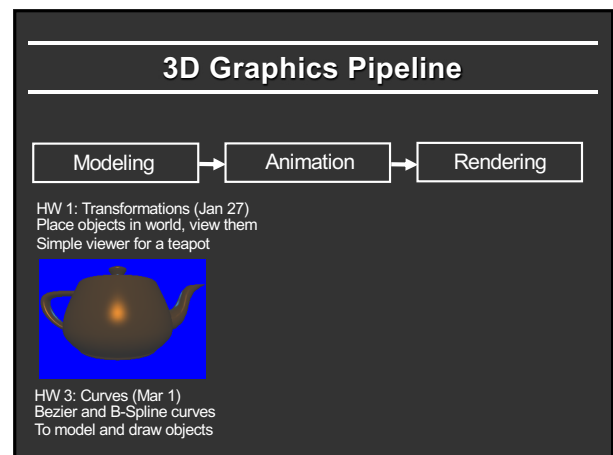 3D Graphics Pipeline
Modeling
Animation
Rendering
HW 1: Transformations (Jan 27)
Place objects in world, view them
Simple viewer for a teapot
HW 3: Curves (Mar 1)
Bezier and B-Spline curves
To model and draw objects